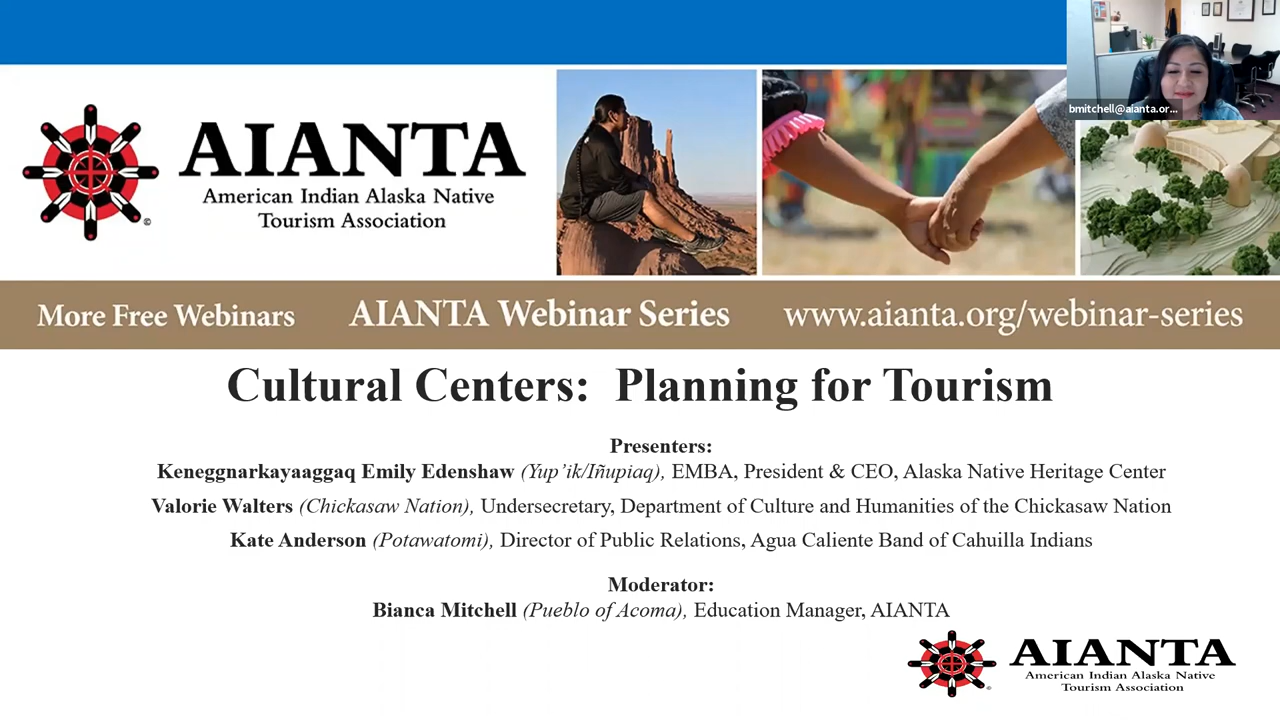 bmitchell@aianta.or...
AIANTA
American Indian Alaska Native
Tourism Association
©
More Free Webinars AIANTA Webinar Series www.aianta.org/webinar-series
Cultural Centers: Planning for Tourism
Presenters:
Keneggnarkayaaggaq Emily Edenshaw (Yup’ik/Iñupiaq), EMBA, President & CEO, Alaska Native Heritage Center
Valorie Walters (Chickasaw Nation), Undersecretary, Department of Culture and Humanities of the Chickasaw Nation
Kate Anderson (Potawatomi), Director of Public Relations, Agua Caliente Band of Cahuilla Indians
Moderator:
Bianca Mitchell (Pueblo of Acoma), Education Manager, AIANTA
AIANTA
American Indian Alaska Native
Tourism Association